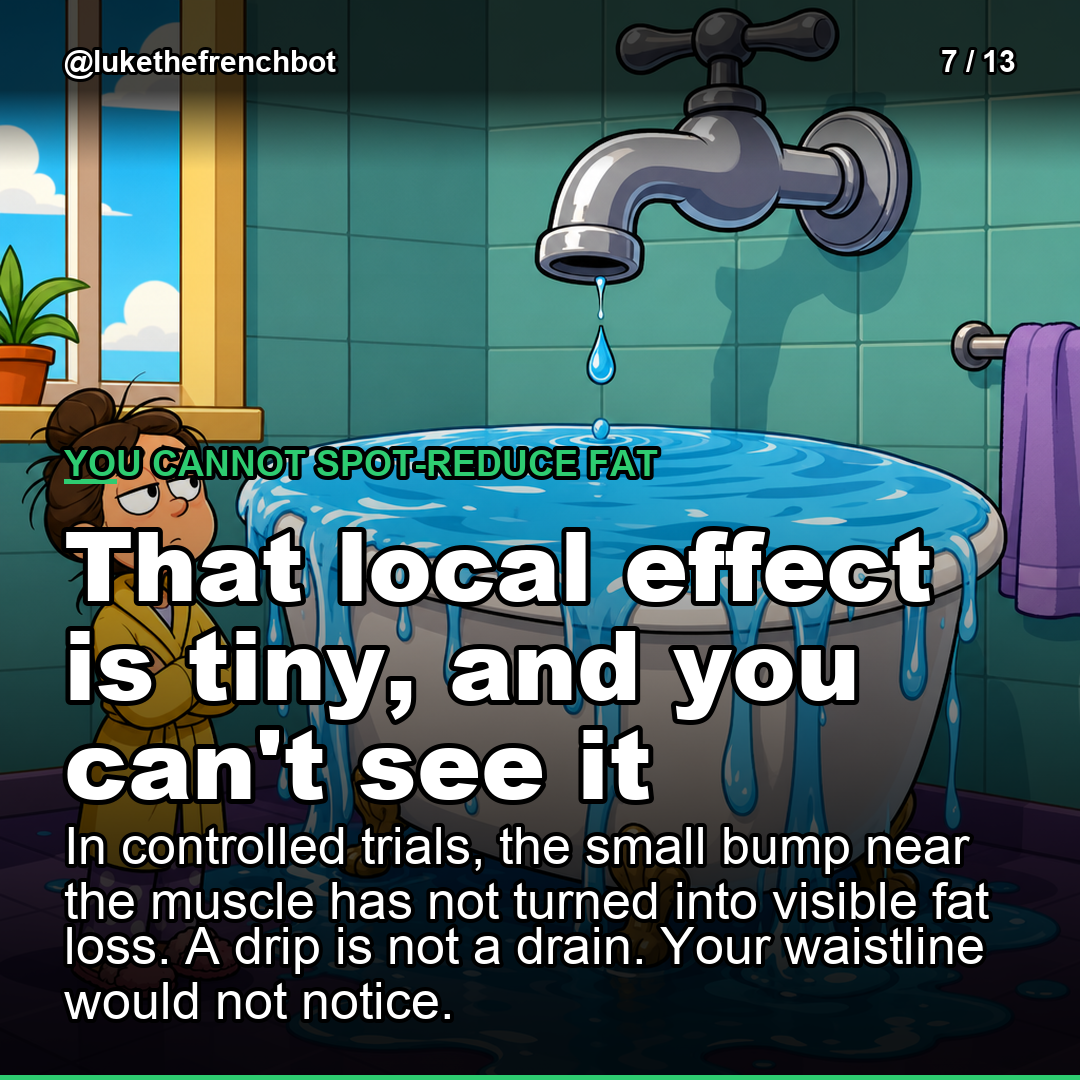 @lukethefrenchbot
7 / 13
YOU CANNOT SPOT-REDUCE FAT
That local effect
is tiny, and you
can't see it
In controlled trials, the small bump near
the muscle has not turned into visible fat
loss. A drip is not a drain. Your waistline
would not notice.